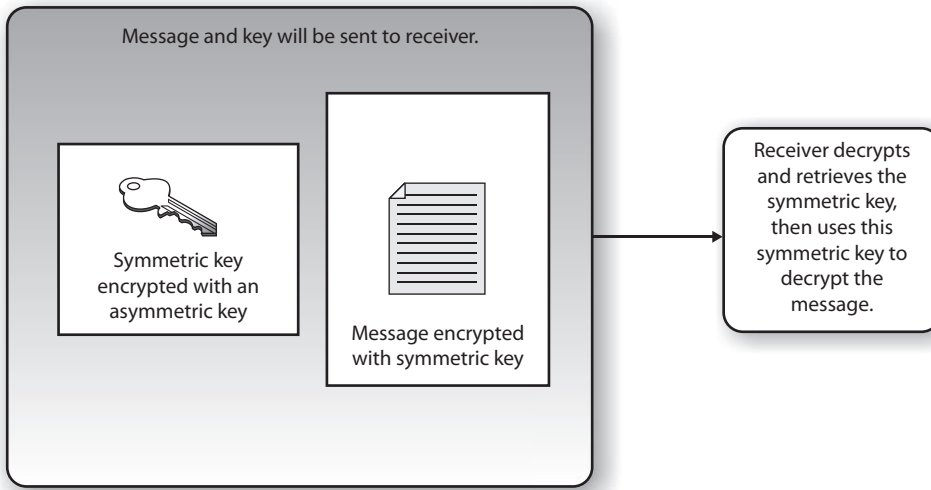 Message and key will be sent to receiver.
Symmetric key
encrypted with an
asymmetric key
Message encrypted
with symmetric key
Receiver decrypts
and retrieves the
symmetric key,
then uses this
symmetric key to
decrypt the
message.